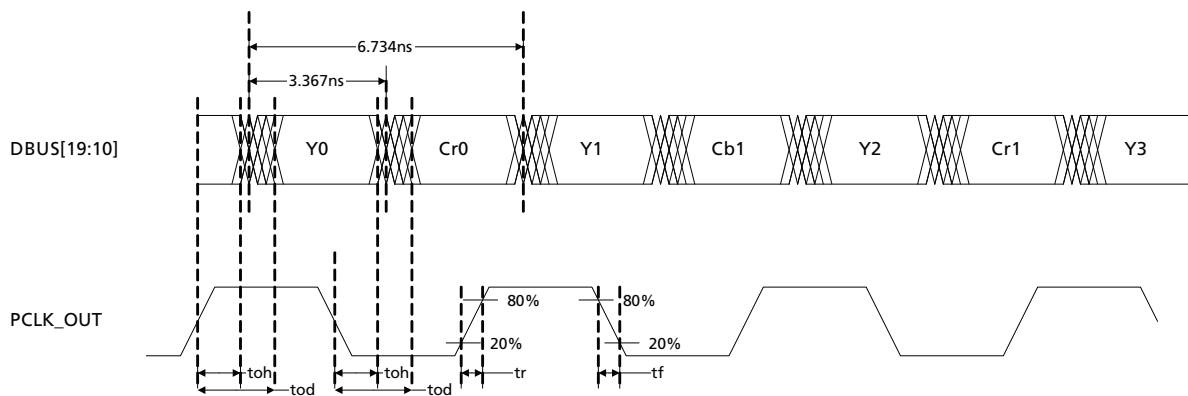 6.734ns
3.367ns
DBUS[19:10]
Y0
Cr0
Y1
Cb1
Y2
Cr1
Y3
PCLK_OUT
80%
80%
20%
20%
toh
toh
tr
tf
tod
tod